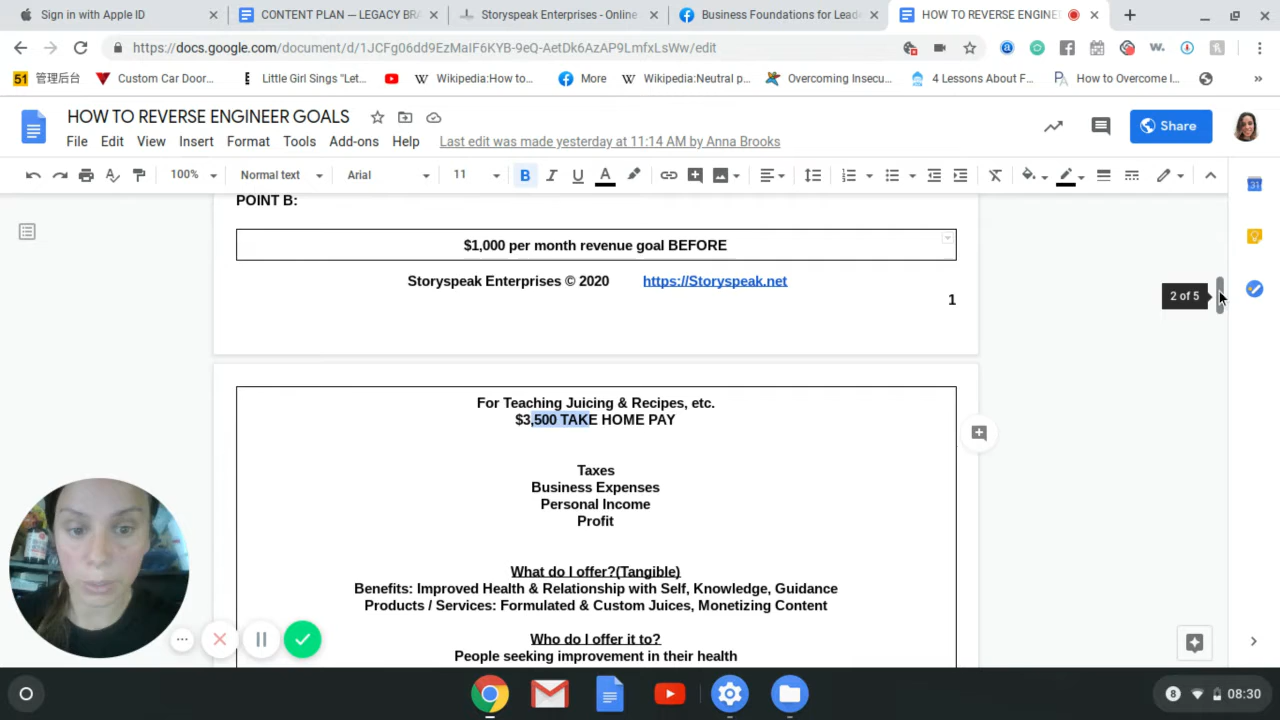 Sign in with Apple ID
CONTENT PLAN — LEGACY BRA
Storyspeak Enterprises - Online
Business Foundations for Lead
HOW TO REVERSE ENGINE
https://docs.google.com/document/d/1JCFg06dd9EzMaIF6KYB-9eQ-AetDk6AzAP9LmfxLsWw/edit
51 管理后台
Custom Car Door...
Little Girl Sings "Let...
Wikipedia:How to...
More
Wikipedia:Neutral p...
Overcoming Insecu...
4 Lessons About F...
How to Overcome I...
»
HOW TO REVERSE ENGINEER GOALS
Share
File Edit View Insert Format Tools Add-ons Help Last edit was made yesterday at 11:14 AM by Anna Brooks
100% Normal text Arial 11 B I U A
POINT B:
$1,000 per month revenue goal BEFORE
Storyspeak Enterprises © 2020 https://Storyspeak.net
1
2 of 5
For Teaching Juicing & Recipes, etc.
$3,500 TAKE HOME PAY
Taxes
Business Expenses
Personal Income
Profit
What do I offer?(Tangible)
Benefits: Improved Health & Relationship with Self, Knowledge, Guidance
Products / Services: Formulated & Custom Juices, Monetizing Content
Who do I offer it to?
People seeking improvement in their health
8 08:30